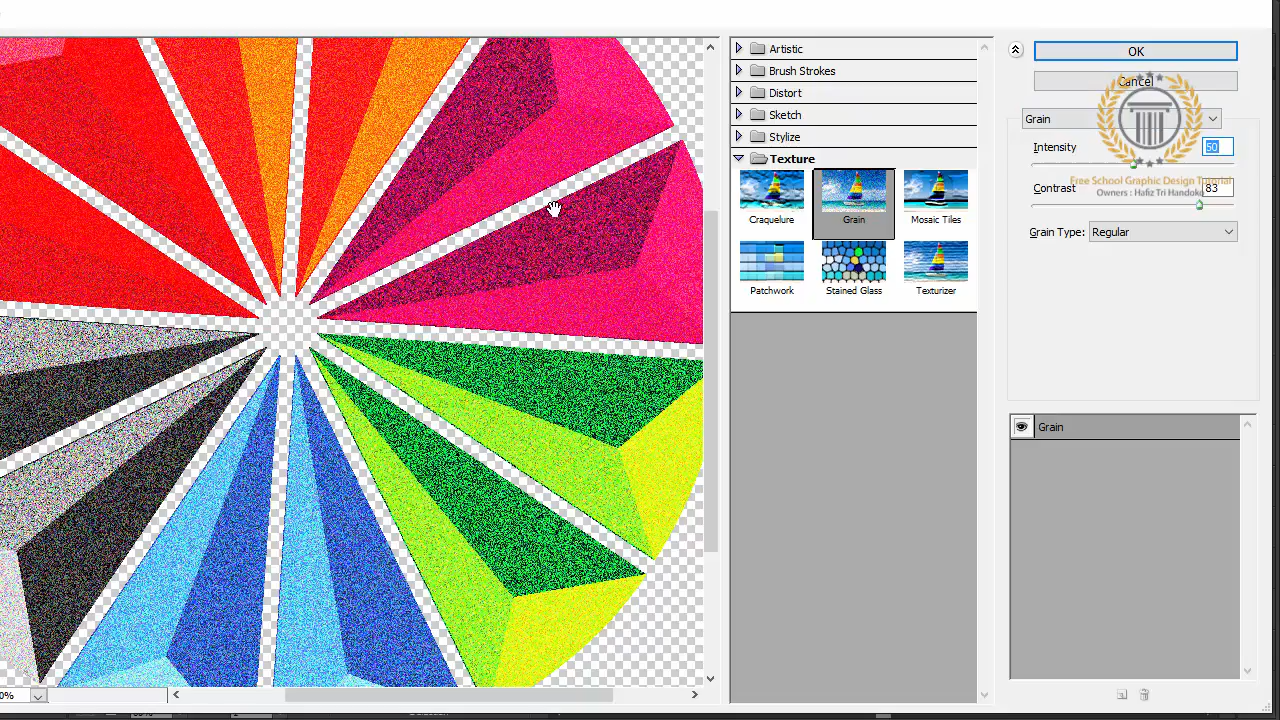 Artistic
Brush Strokes
Distort
Sketch
Stylize
Texture
Craquelure
Grain
Mosaic Tiles
Patchwork
Stained Glass
Texturizer
OK
Cancel
Grain
Intensity
50
Free School Graphic Design Tutorial
Contrast
83
Owners : Hafiz Tri Handoko
Grain Type:
Regular
Grain
0%